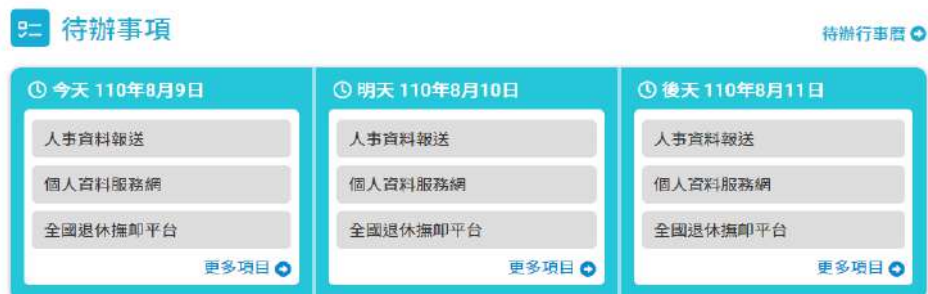 待辦事項
待辦行事曆
今天 110年8月9日
人事資料報送
個人資料服務網
全國退休撫卹平台
更多項目
明天 110年8月10日
人事資料報送
個人資料服務網
全國退休撫卹平台
更多項目
後天 110年8月11日
人事資料報送
個人資料服務網
全國退休撫卹平台
更多項目